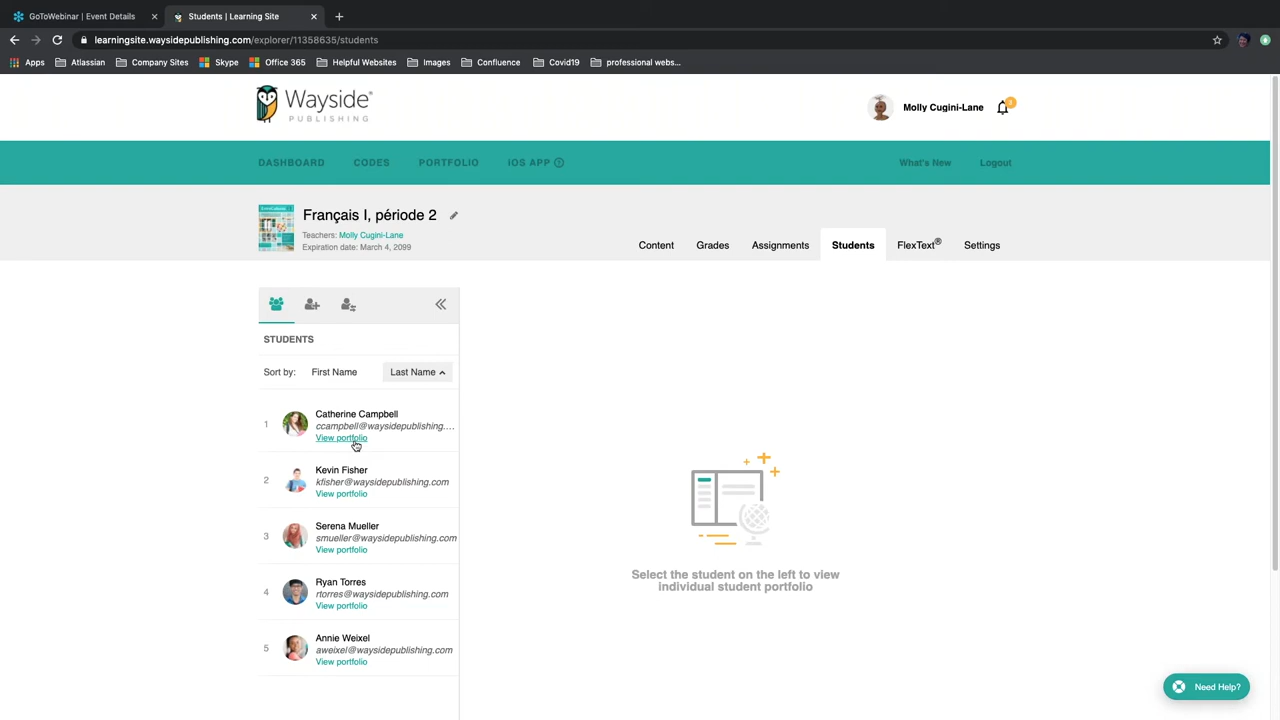 GoToWebinar | Event Details
Students | Learning Site
learningsite.waysidepublishing.com/explorer/11358635/students
Apps Atlassian Company Sites Skype Office 365 Helpful Websites Images Confluence Covid19 professional webs...
Wayside
PUBLISHING
Molly Cugini-Lane
2
DASHBOARD CODES PORTFOLIO iOS APP ? What's New Logout
Français I, période 2
Teachers: Molly Cugini-Lane
Expiration date: March 4, 2099
Content Grades Assignments Students FlexText® Settings
STUDENTS
Sort by: First Name Last Name
1 Catherine Campbell
ccampbell@waysidepublishing....
View portfolio
2 Kevin Fisher
kfisher@waysidepublishing.com
View portfolio
3 Serena Mueller
smueller@waysidepublishing.com
View portfolio
4 Ryan Torres
rtorres@waysidepublishing.com
View portfolio
5 Annie Weixel
aweixel@waysidepublishing.com
View portfolio
Select the student on the left to view
individual student portfolio
Need Help?